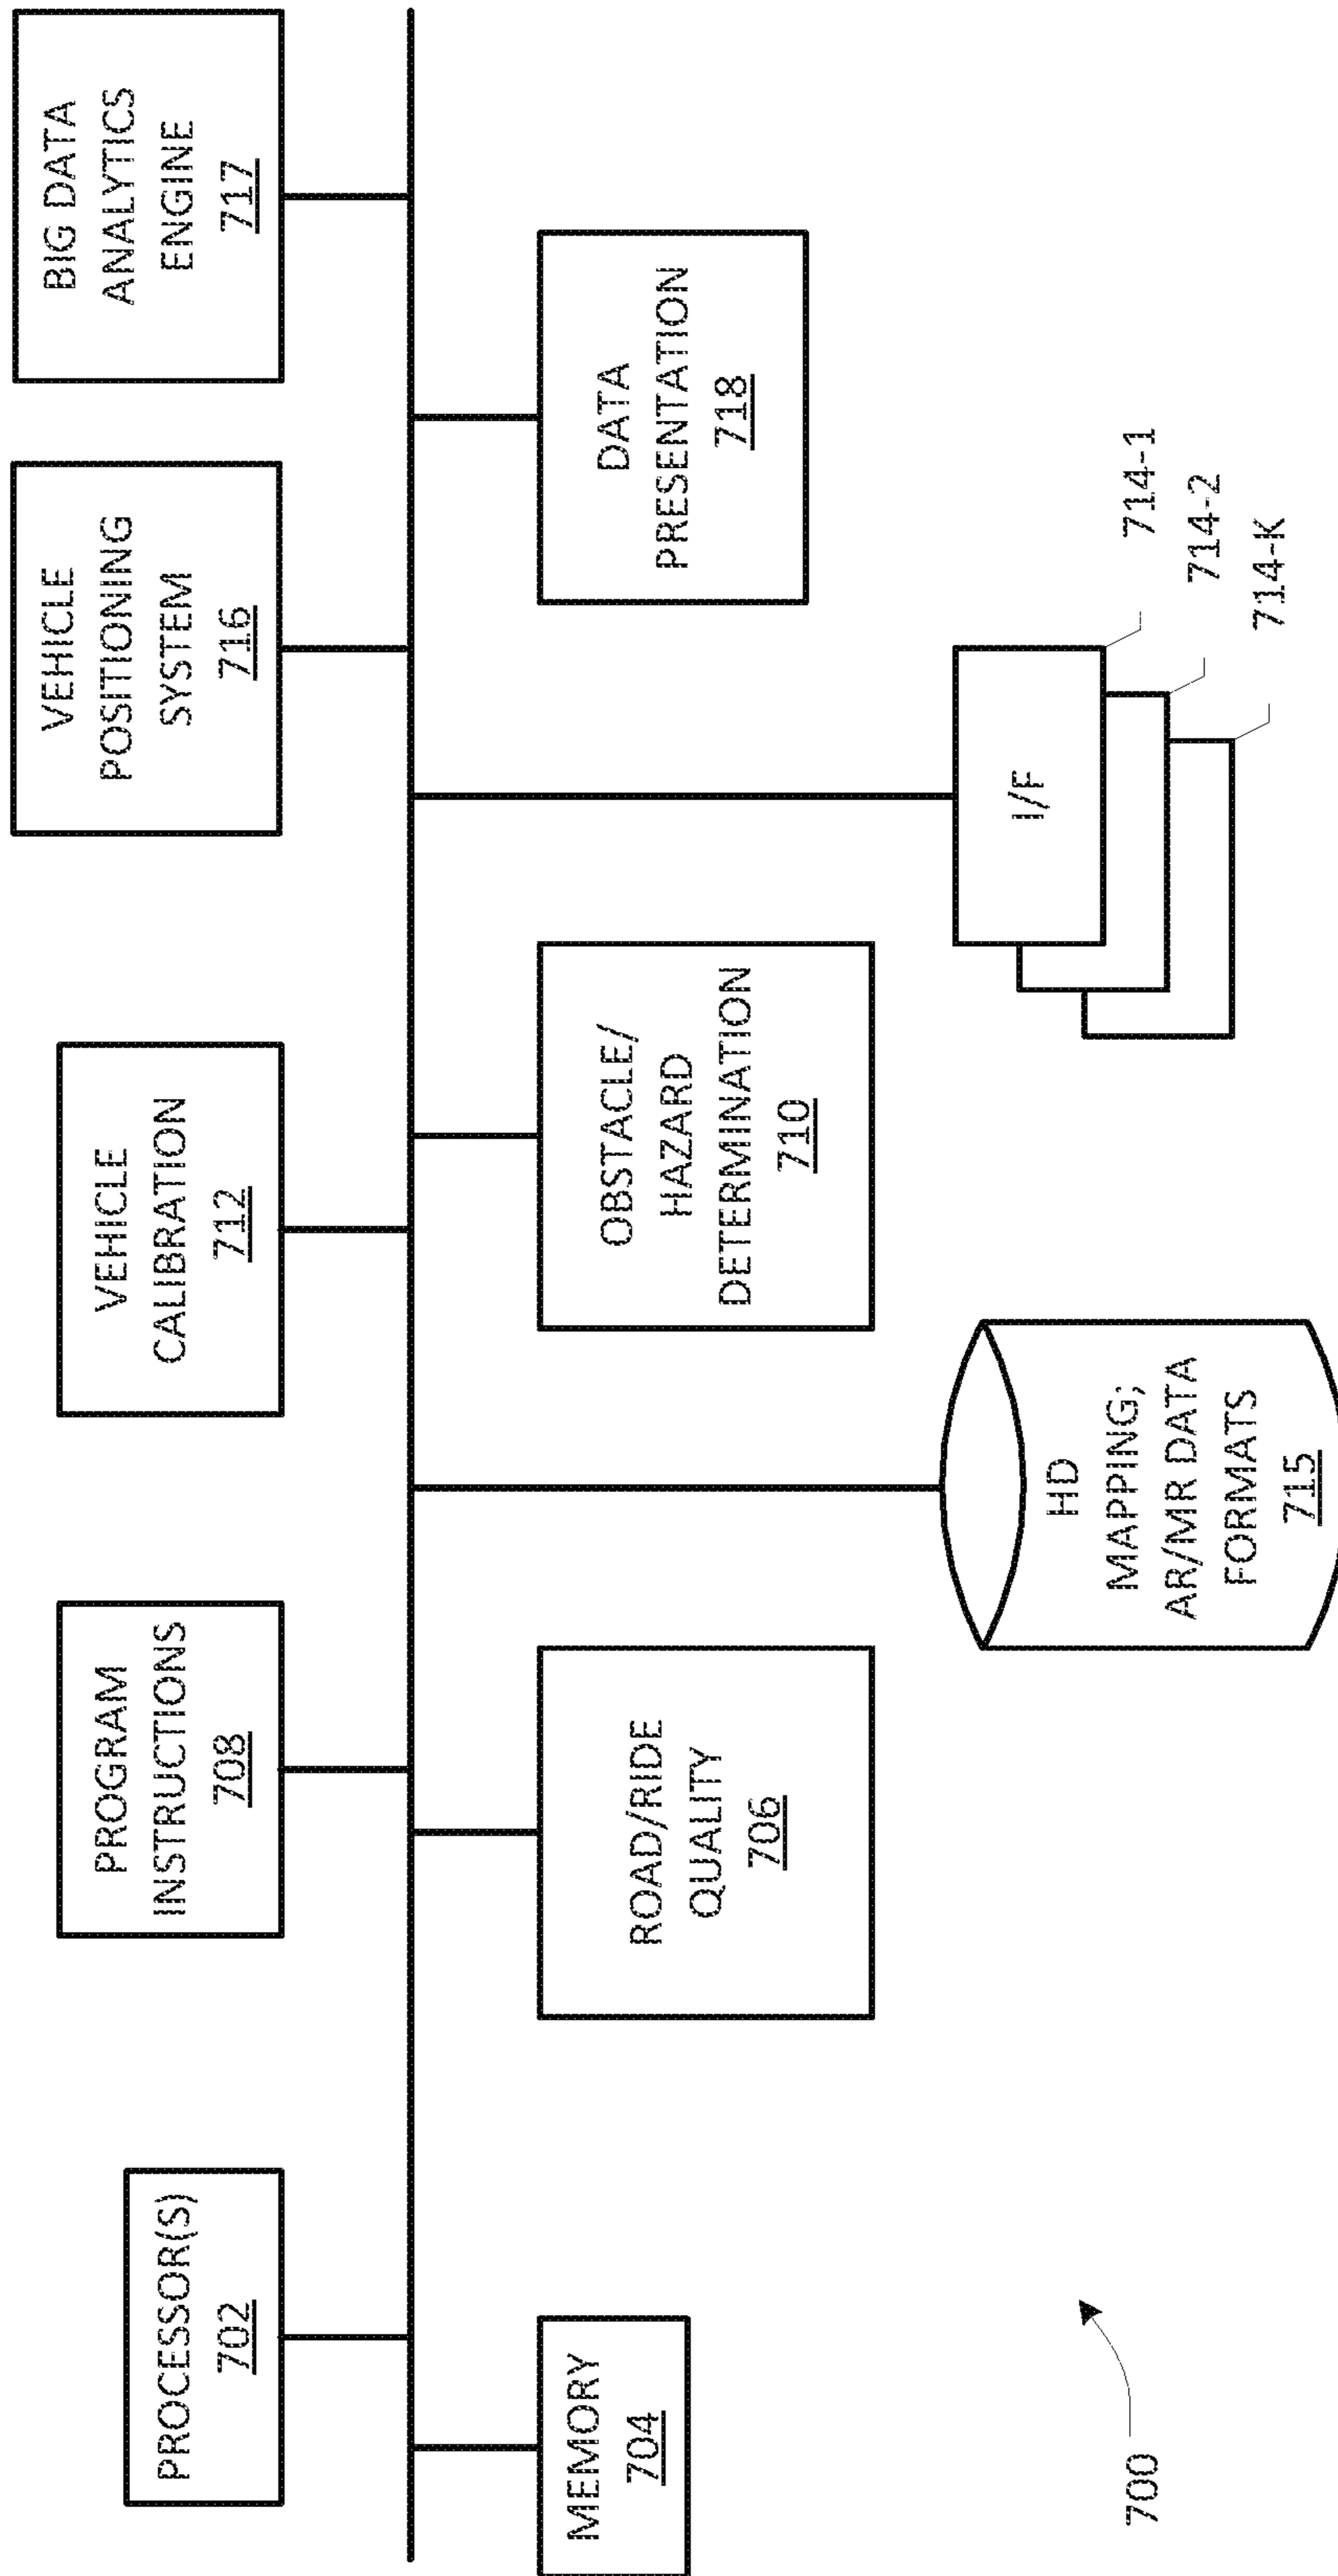 PROCESSOR(S)
702
PROGRAM
INSTRUCTIONS
708
VEHICLE
CALIBRATION
712
VEHICLE
POSITIONING
SYSTEM
716
BIG DATA
ANALYTICS
ENGINE
717
MEMORY
704
ROAD/RIDE
QUALITY
706
OBSTACLE/
HAZARD
DETERMINATION
710
DATA
PRESENTATION
718
HD
MAPPING;
AR/MR DATA
FORMATS
715
I/F
714-1
714-2
714-K
700